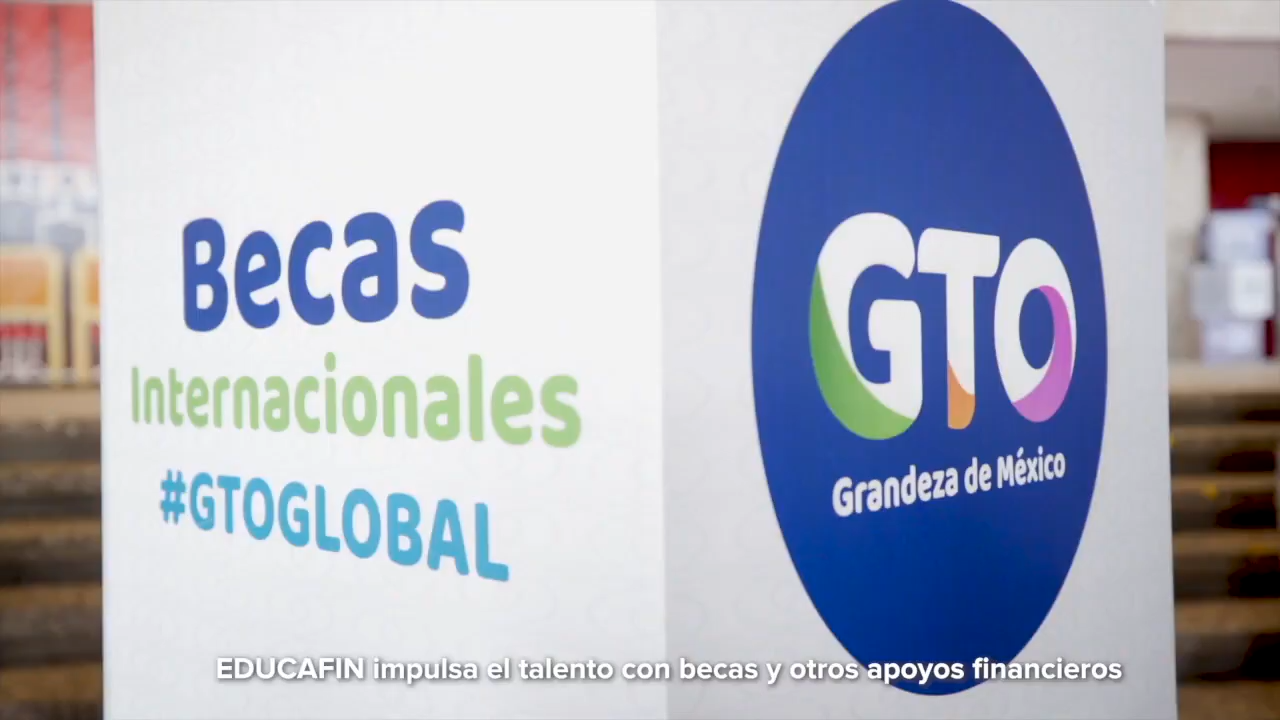 Becas
Internacionales
#GTOGLOBAL
GTO
Grandeza de México
EDUCAFIN impulsa el talento con becas y otros apoyos financieros